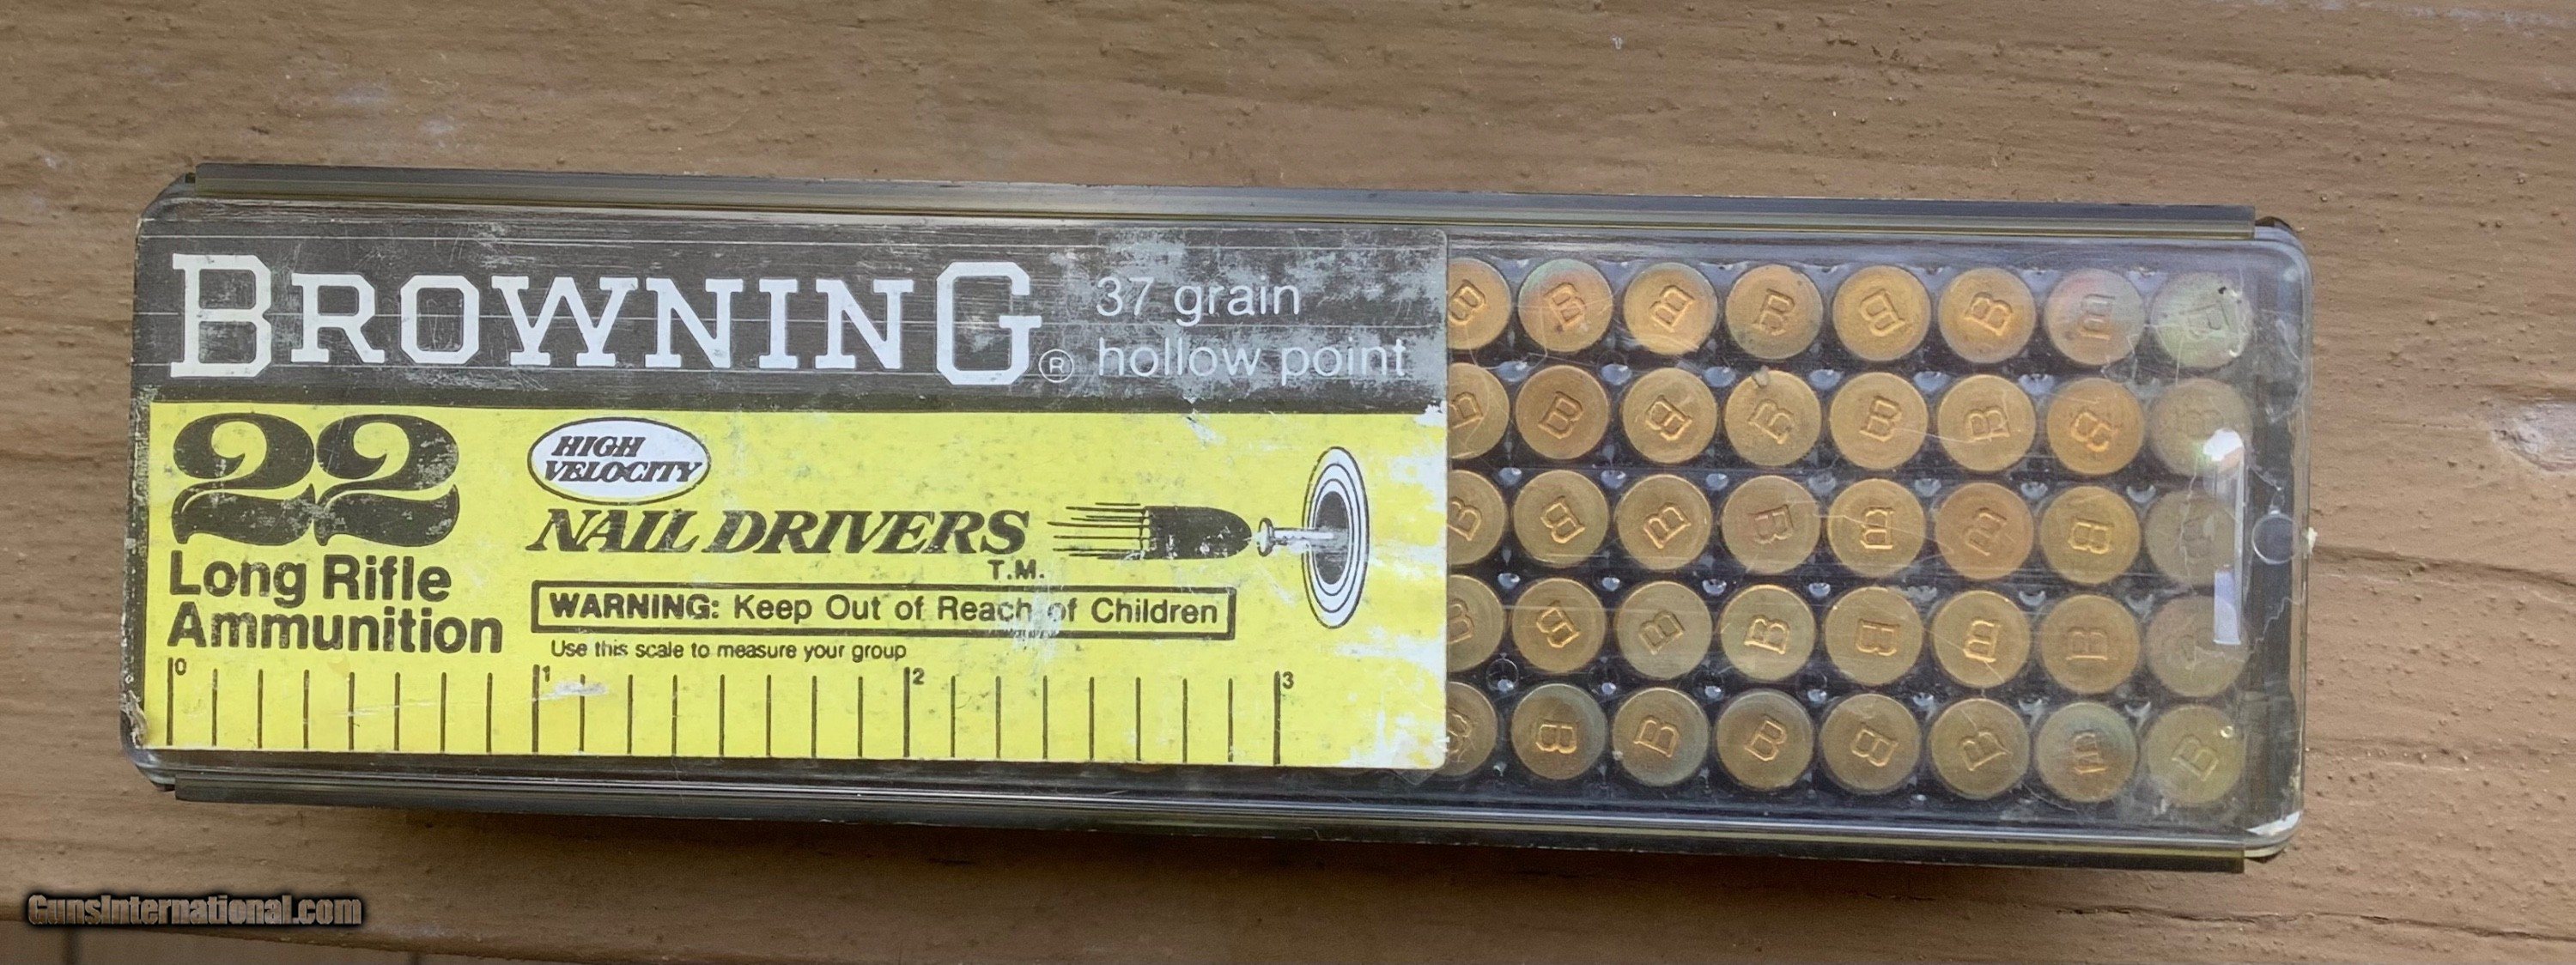 BROWNING ®
37 grain
hollow point
22
Long Rifle
Ammunition
HIGH
VELOCITY
NAIL DRIVERS
T.M.
WARNING: Keep Out of Reach of Children
Use this scale to measure your group
0 1 2 3
B B B B B B B B
B B B B B B B B
B B B B B B B B
B B B B B B B B
B B B B B B B B
GunsInternational.com